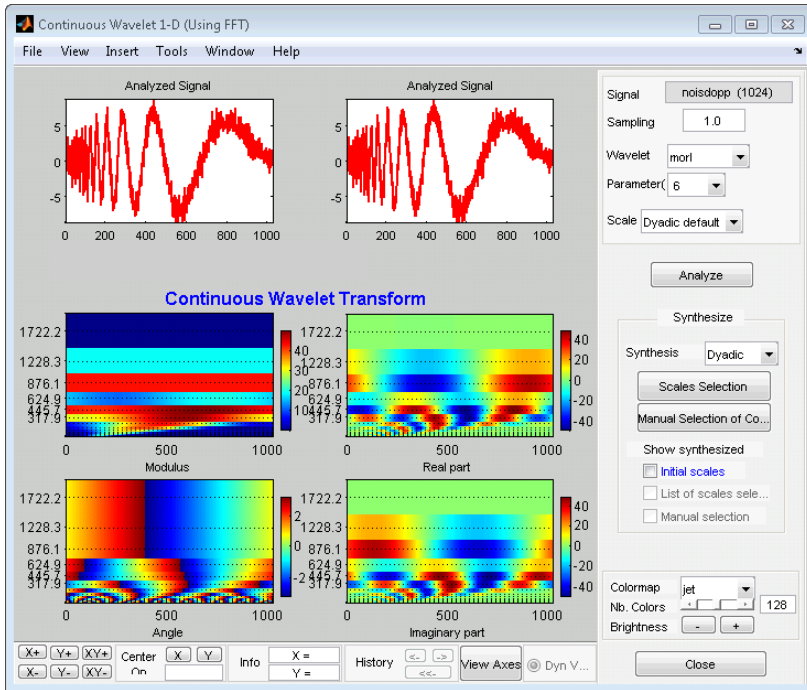 Continuous Wavelet 1-D (Using FFT)
File View Insert Tools Window Help
Analyzed Signal
5
0
-5
0 200 400 600 800 1000
Analyzed Signal
5
0
-5
0 200 400 600 800 1000
Continuous Wavelet Transform
1722.2
1228.3
876.1
624.9
445.7
317.9
0 500 1000
Modulus
40
30
20
10
1722.2
1228.3
876.1
624.9
445.7
317.9
0 500 1000
Real part
40
20
0
-20
-40
1722.2
1228.3
876.1
624.9
445.7
317.9
0 500 1000
Angle
2
0
-2
1722.2
1228.3
876.1
624.9
445.7
317.9
0 500 1000
Imaginary part
40
20
0
-20
-40
Signal noisdopp (1024)
Sampling 1.0
Wavelet morl
Parameter( 6
Scale Dyadic default
Analyze
Synthesize
Synthesis Dyadic
Scales Selection
Manual Selection of Co...
Show synthesized
Initial scales
List of scales sele...
Manual selection
Colormap jet
Nb. Colors 128
Brightness - +
Close
X+ Y+ XY+
X- Y- XY-
Center X Y
Info X =
Y =
History <- ->
<<-
View Axes
Dyn V...